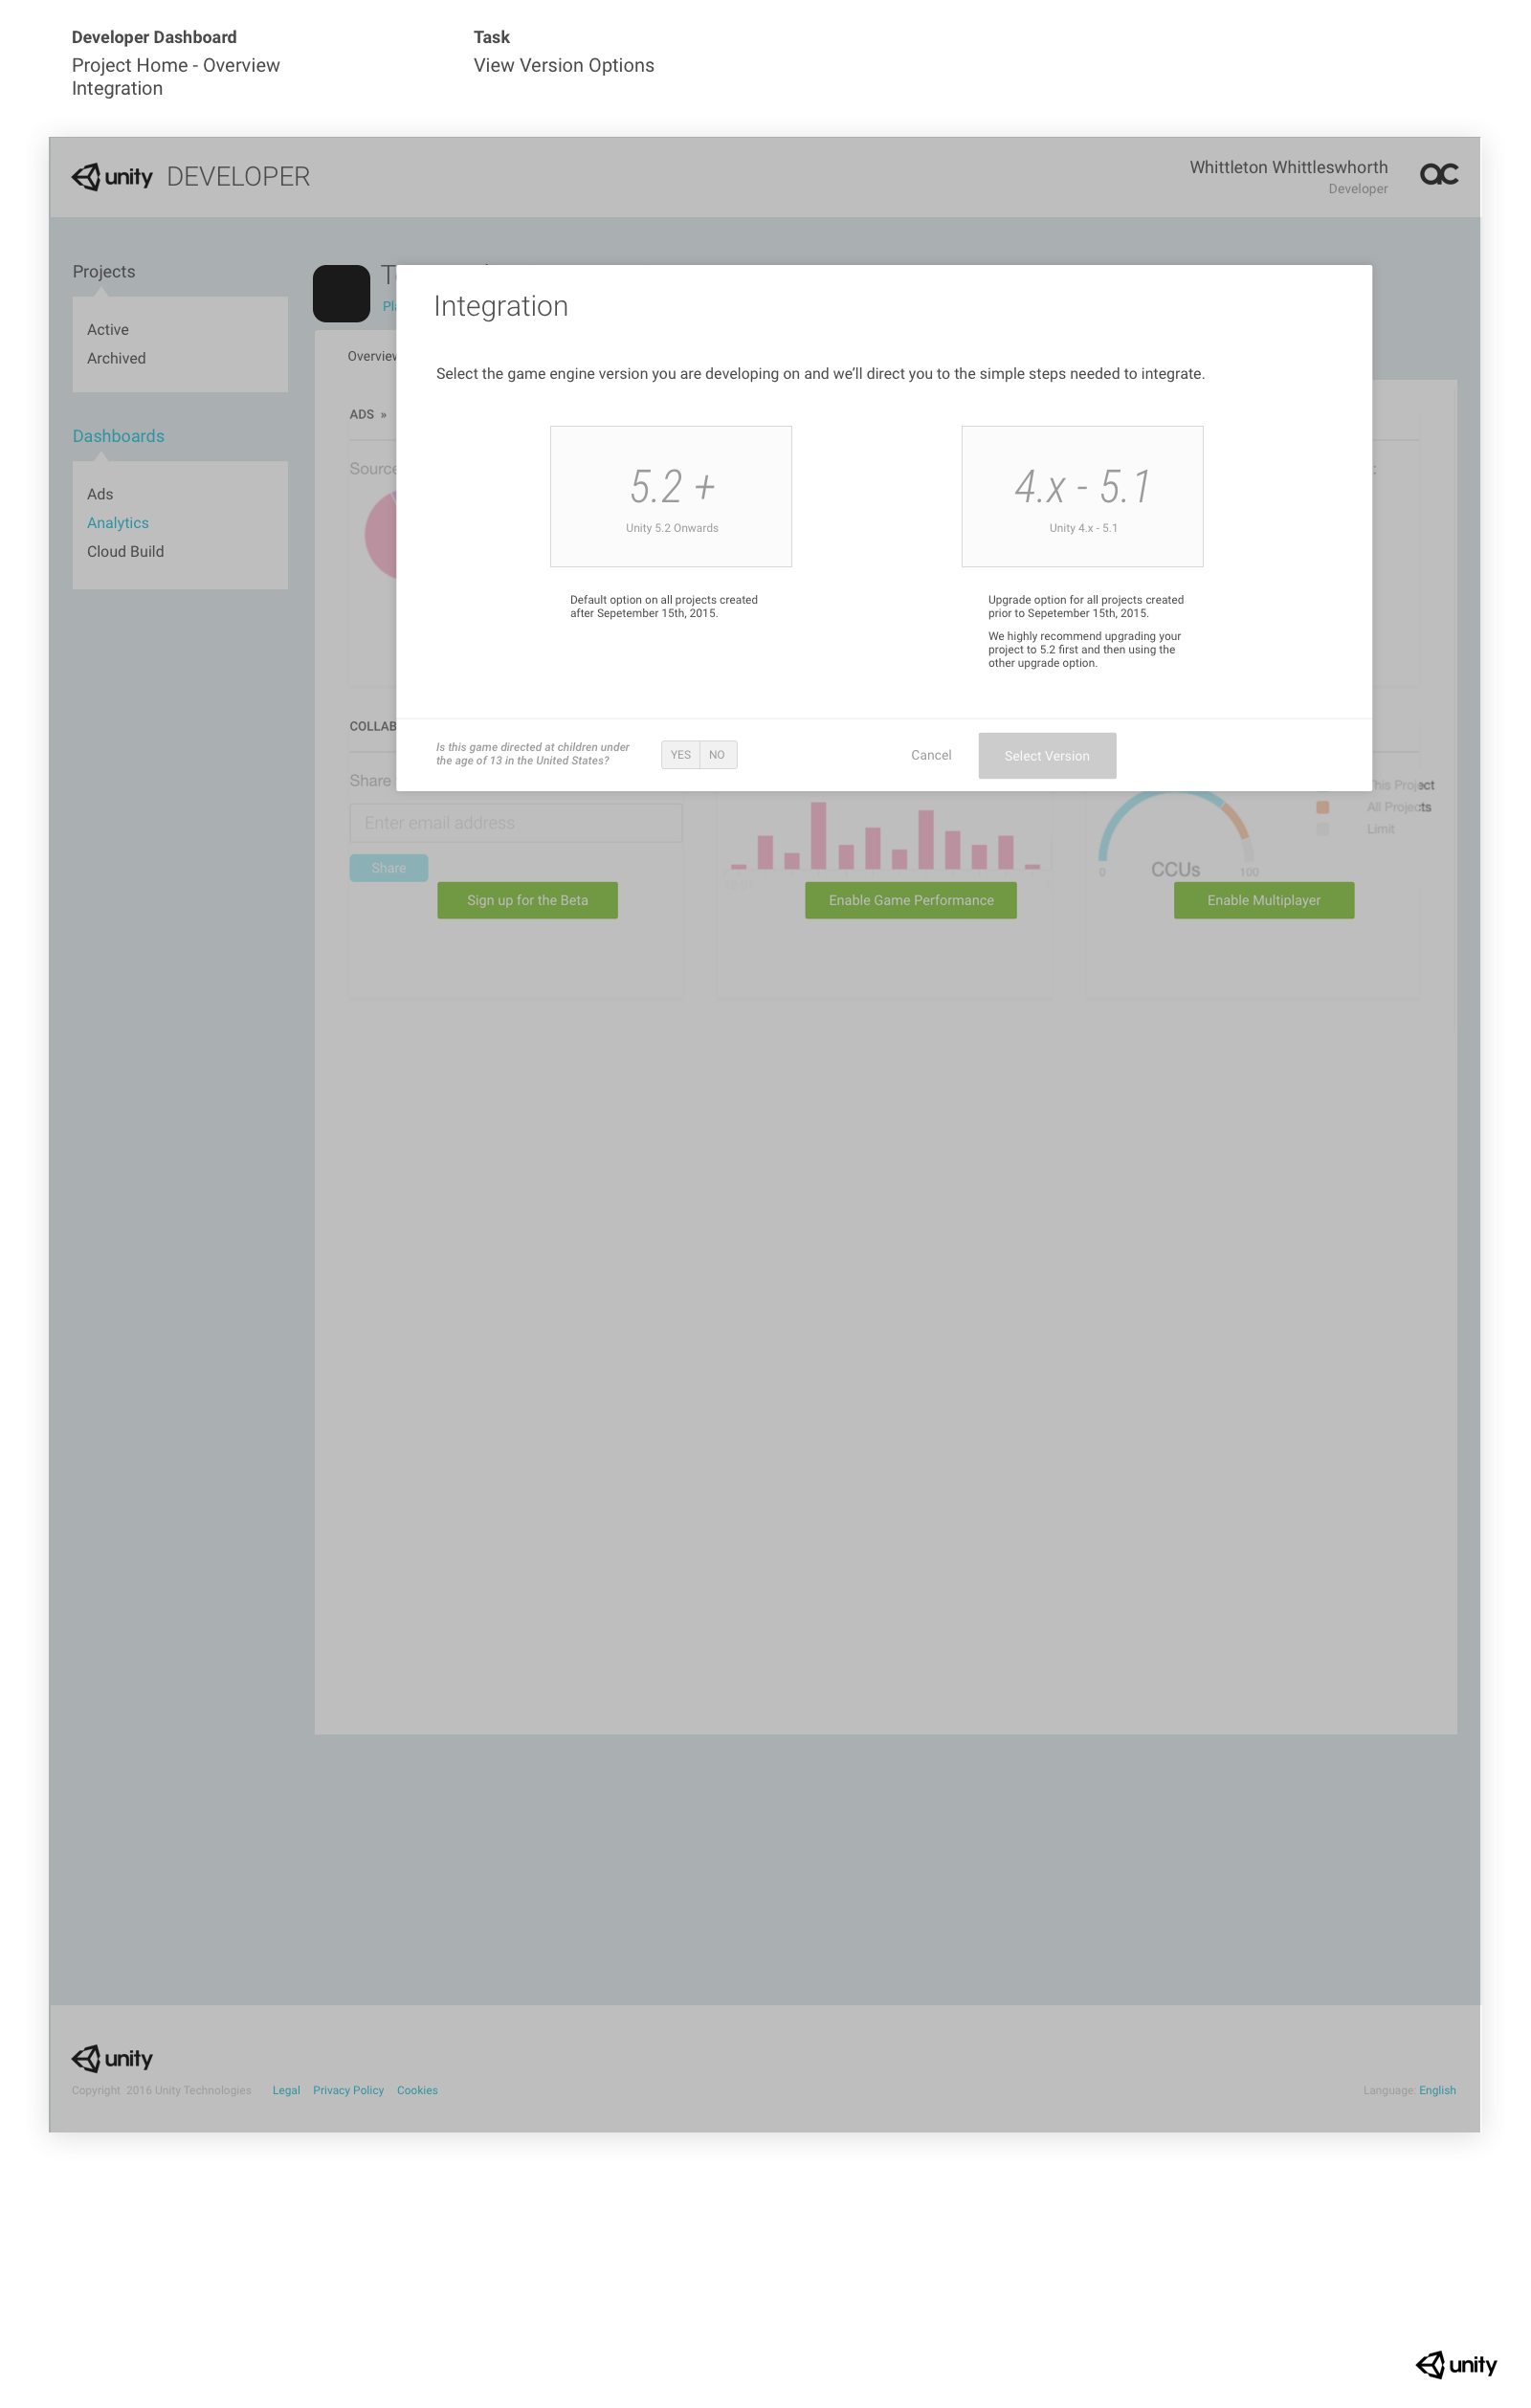 Developer Dashboard
Project Home - Overview
Integration
Task
View Version Options
unity DEVELOPER
Whittleton Whittleswhorth
Developer
Projects
Active
Archived
Dashboards
Ads
Analytics
Cloud Build
Overview
ADS »
Source
Integration
Select the game engine version you are developing on and we’ll direct you to the simple steps needed to integrate.
5.2 +
Unity 5.2 Onwards
Default option on all projects created
after Sepetember 15th, 2015.
4.x - 5.1
Unity 4.x - 5.1
Upgrade option for all projects created
prior to Sepetember 15th, 2015.
We highly recommend upgrading your
project to 5.2 first and then using the
other upgrade option.
Is this game directed at children under
the age of 13 in the United States?
YES NO
Cancel
Select Version
COLLAB
Share
Enter email address
Share
Sign up for the Beta
Enable Game Performance
This Project
All Projects
Limit
0 CCUs 100
Enable Multiplayer
unity
Copyright 2016 Unity Technologies Legal Privacy Policy Cookies
Language: English
unity